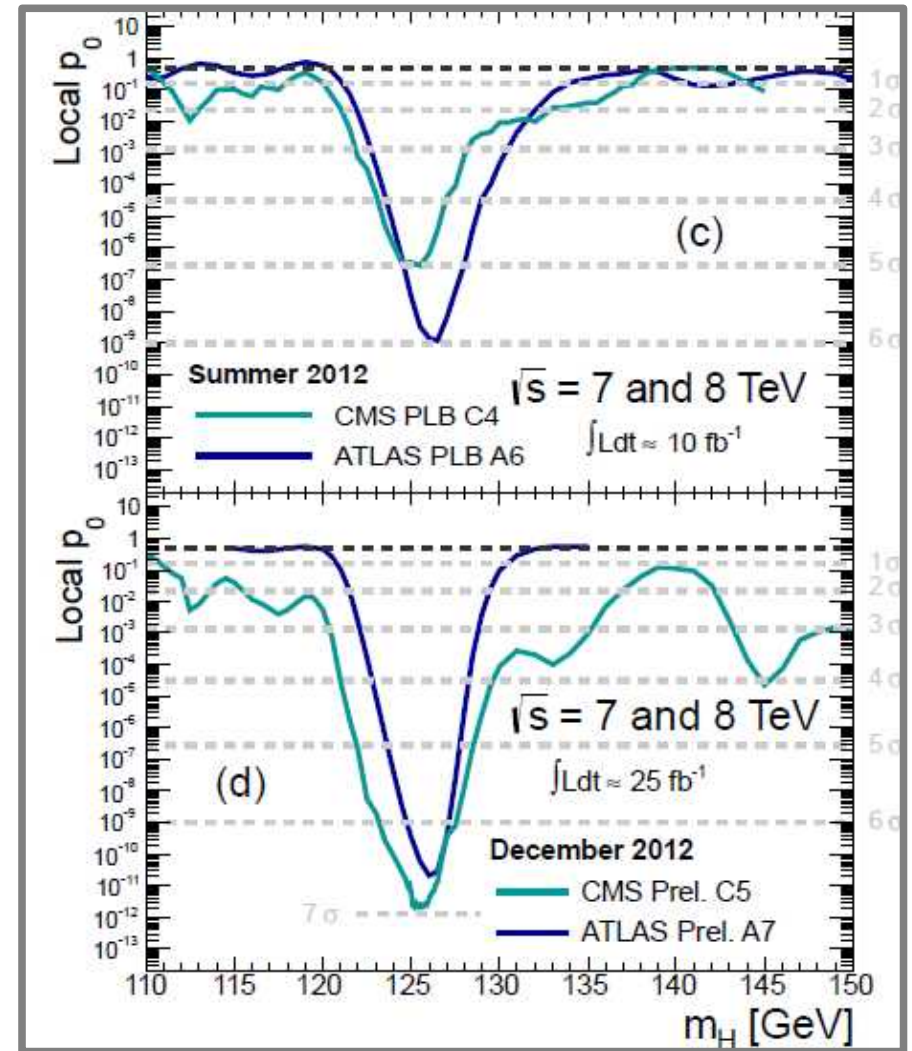 Local p₀
10
1
10⁻¹
10⁻²
10⁻³
10⁻⁴
10⁻⁵
10⁻⁶
10⁻⁷
10⁻⁸
10⁻⁹
10⁻¹⁰
10⁻¹¹
10⁻¹²
10⁻¹³
1σ
2σ
3σ
4σ
5σ
6σ
(c)
Summer 2012
CMS PLB C4
ATLAS PLB A6
√s = 7 and 8 TeV
∫Ldt ≈ 10 fb⁻¹
Local p₀
10
1
10⁻¹
10⁻²
10⁻³
10⁻⁴
10⁻⁵
10⁻⁶
10⁻⁷
10⁻⁸
10⁻⁹
10⁻¹⁰
10⁻¹¹
10⁻¹²
10⁻¹³
1σ
2σ
3σ
4σ
5σ
6σ
√s = 7 and 8 TeV
∫Ldt ≈ 25 fb⁻¹
(d)
December 2012
CMS Prel. C5
ATLAS Prel. A7
7σ
110 115 120 125 130 135 140 145 150
m_H [GeV]